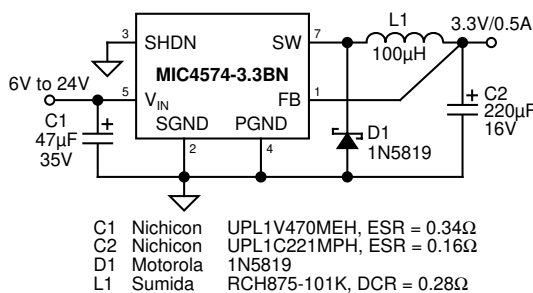 L1
3.3V/0.5A
3
SHDN
SW
7
100µH
MIC4574-3.3BN
6V to 24V
5
VIN
FB
1
C2
220µF
16V
C1
47µF
35V
SGND
PGND
2
4
D1
1N5819
C1 Nichicon UPL1V470MEH, ESR = 0.34Ω
C2 Nichicon UPL1C221MPH, ESR = 0.16Ω
D1 Motorola 1N5819
L1 Sumida RCH875-101K, DCR = 0.28Ω